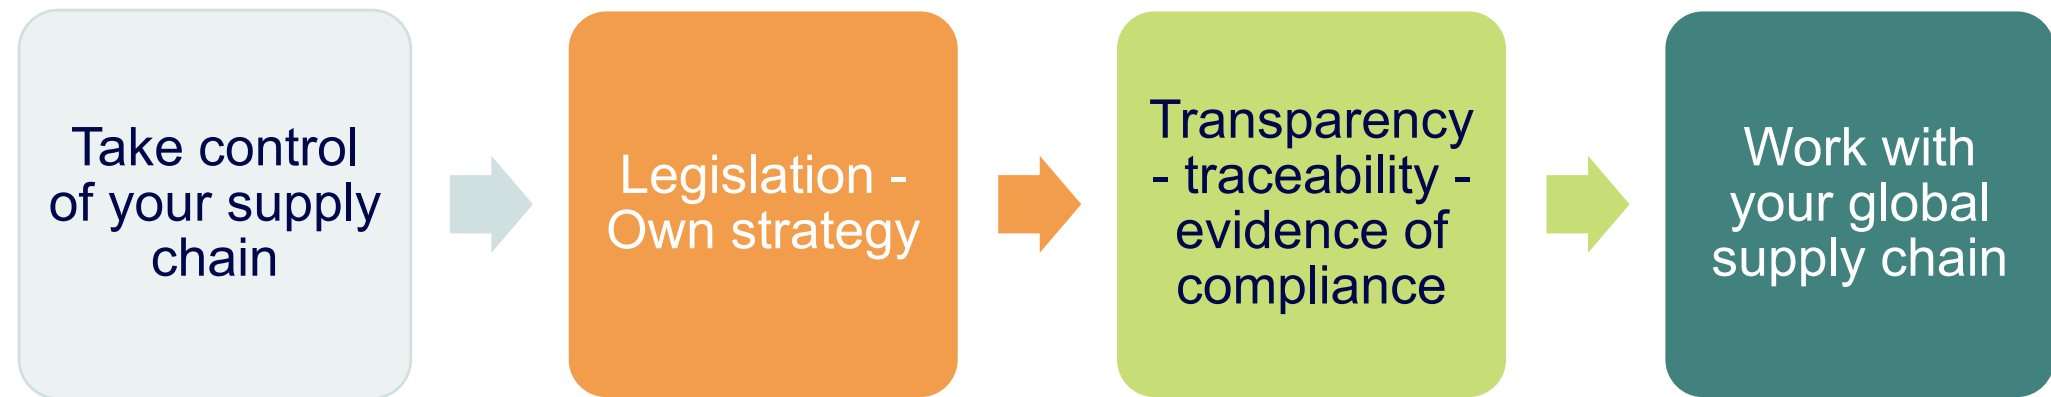 Take control
of your supply
chain
Legislation -
Own strategy
Transparency
- traceability -
evidence of
compliance
Work with
your global
supply chain